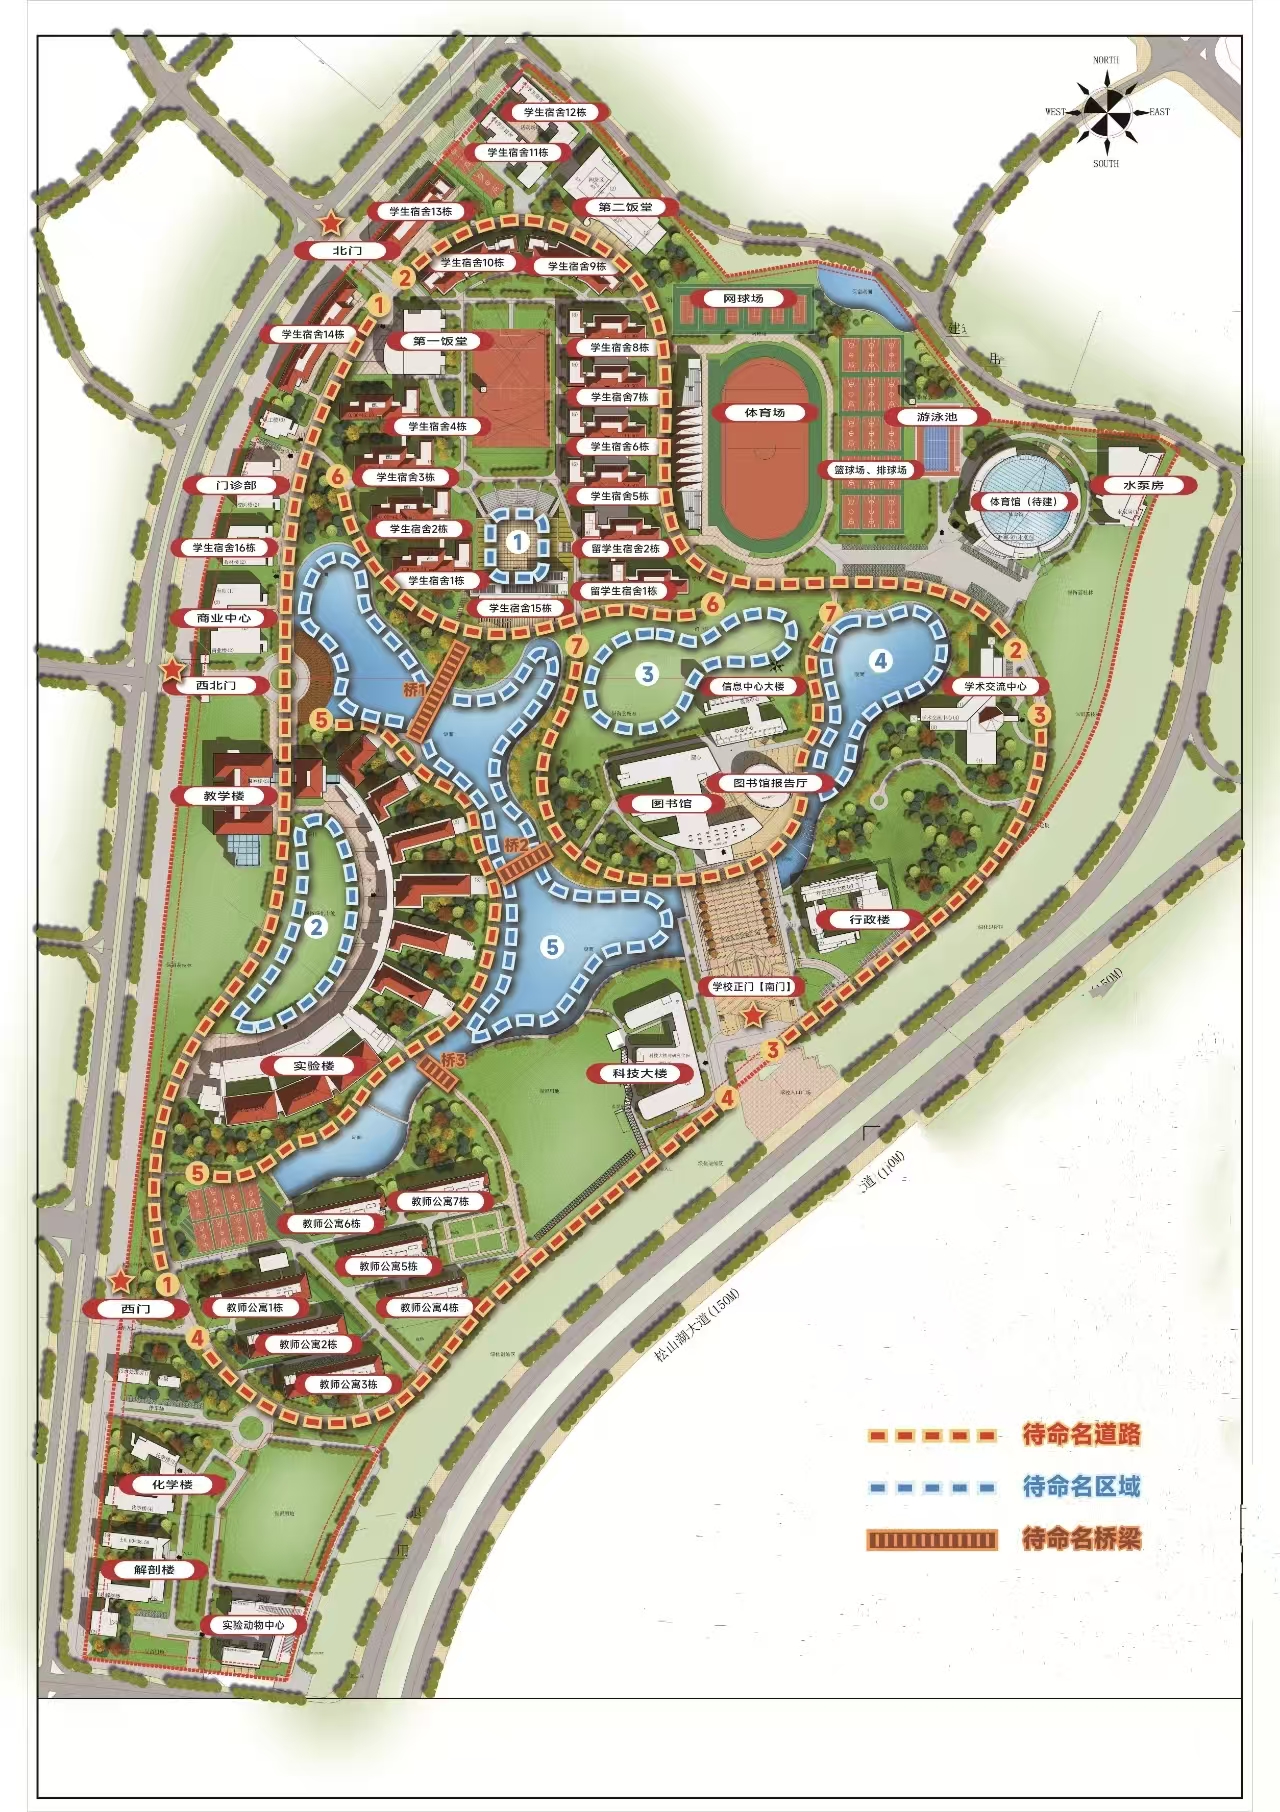 NORTH
WEST
EAST
SOUTH
学生宿舍12栋
学生宿舍11栋
第二饭堂
学生宿舍13栋
北门
学生宿舍10栋
学生宿舍9栋
2
1
网球场
学生宿舍14栋
第一饭堂
学生宿舍8栋
学生宿舍7栋
体育场
游泳池
学生宿舍4栋
学生宿舍6栋
篮球场、排球场
6
学生宿舍3栋
门诊部
学生宿舍5栋
体育馆（待建）
水泵房
学生宿舍2栋
1
学生宿舍16栋
留学生宿舍2栋
学生宿舍1栋
留学生宿舍1栋
学生宿舍15栋
6
7
商业中心
7
2
3
4
西北门
桥1
信息中心大楼
学术交流中心
5
3
教学楼
图书馆
图书馆报告厅
桥2
2
5
行政楼
学校正门【南门】
3
实验楼
桥3
科技大楼
4
5
教师公寓7栋
教师公寓6栋
教师公寓5栋
1
西门
教师公寓1栋
教师公寓4栋
4
教师公寓2栋
教师公寓3栋
松山湖大道(150M)
化学楼
解剖楼
实验动物中心
待命名道路
待命名区域
待命名桥梁